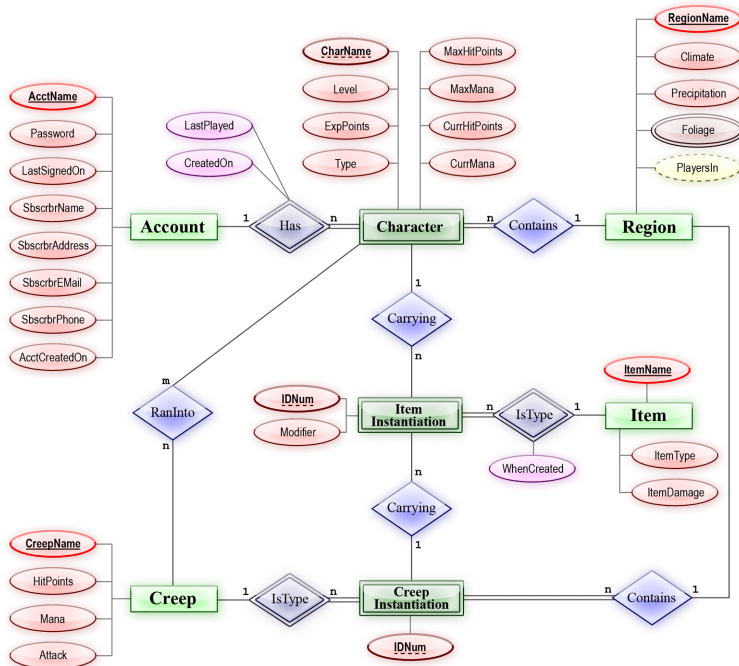 RegionName
CharName
MaxHitPoints
Climate
Level
MaxMana
AcctName
Precipitation
LastPlayed
ExpPoints
CurrHitPoints
Password
Foliage
CreatedOn
Type
CurrMana
LastSignedOn
PlayersIn
SbscrbrName
Account
1
Has
n
Character
n
Contains
1
Region
SbscrbrAddress
SbscrbrEMail
1
SbscrbrPhone
Carrying
AcctCreatedOn
n
m
ItemName
IDNum
RanInto
Item
Instantiation
n
IsType
1
Item
Modifier
n
ItemType
WhenCreated
n
ItemDamage
Carrying
CreepName
1
HitPoints
Creep
1
IsType
n
Creep
Instantiation
n
Contains
1
Mana
IDNum
Attack